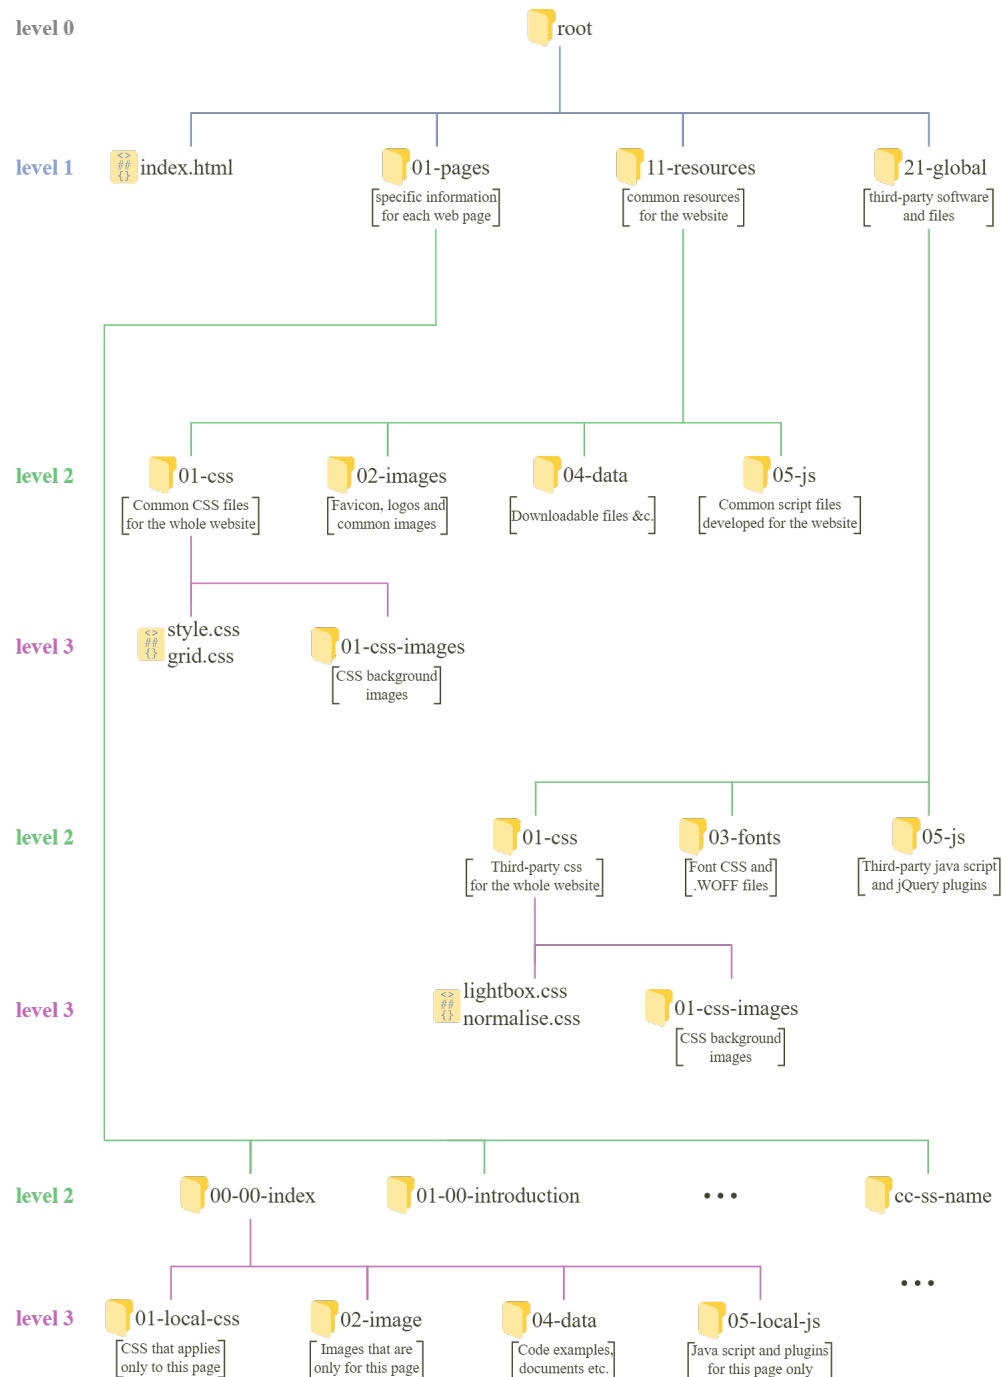 level 0
root
level 1
<>
##
{}
index.html
01-pages
11-resources
21-global
specific information
for each web page
common resources
for the website
third-party software
and files
level 2
01-css
02-images
04-data
05-js
Common CSS files
for the whole website
Favicon, logos and
common images
Downloadable files &c.
Common script files
developed for the website
level 3
<>
##
{}
style.css
grid.css
01-css-images
CSS background
images
level 2
01-css
03-fonts
05-js
Third-party css
for the whole website
Font CSS and
.WOFF files
Third-party java script
and jQuery plugins
level 3
<>
##
{}
lightbox.css
normalise.css
01-css-images
CSS background
images
level 2
00-00-index
01-00-introduction
...
cc-ss-name
...
level 3
01-local-css
02-image
04-data
05-local-js
CSS that applies
only to this page
Images that are
only for this page
Code examples,
documents etc.
Java script and plugins
for this page only